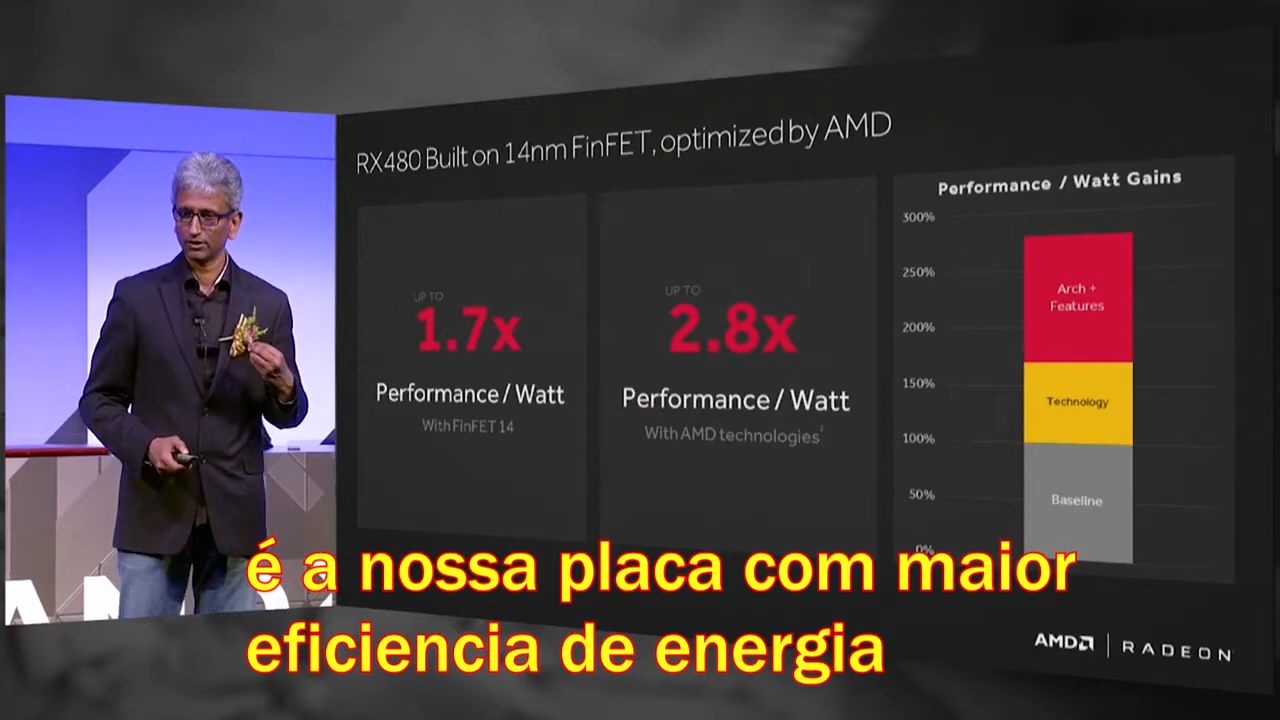 RX480 Built on 14nm FinFET, optimized by AMD
UP TO
1.7x
Performance / Watt
With FinFET 14
UP TO
2.8x
Performance / Watt
With AMD technologies²
Performance / Watt Gains
300%
250%
200%
150%
100%
50%
0%
Arch +
Features
Technology
Baseline
é a nossa placa com maior
eficiencia de energia
AMD
RADEON